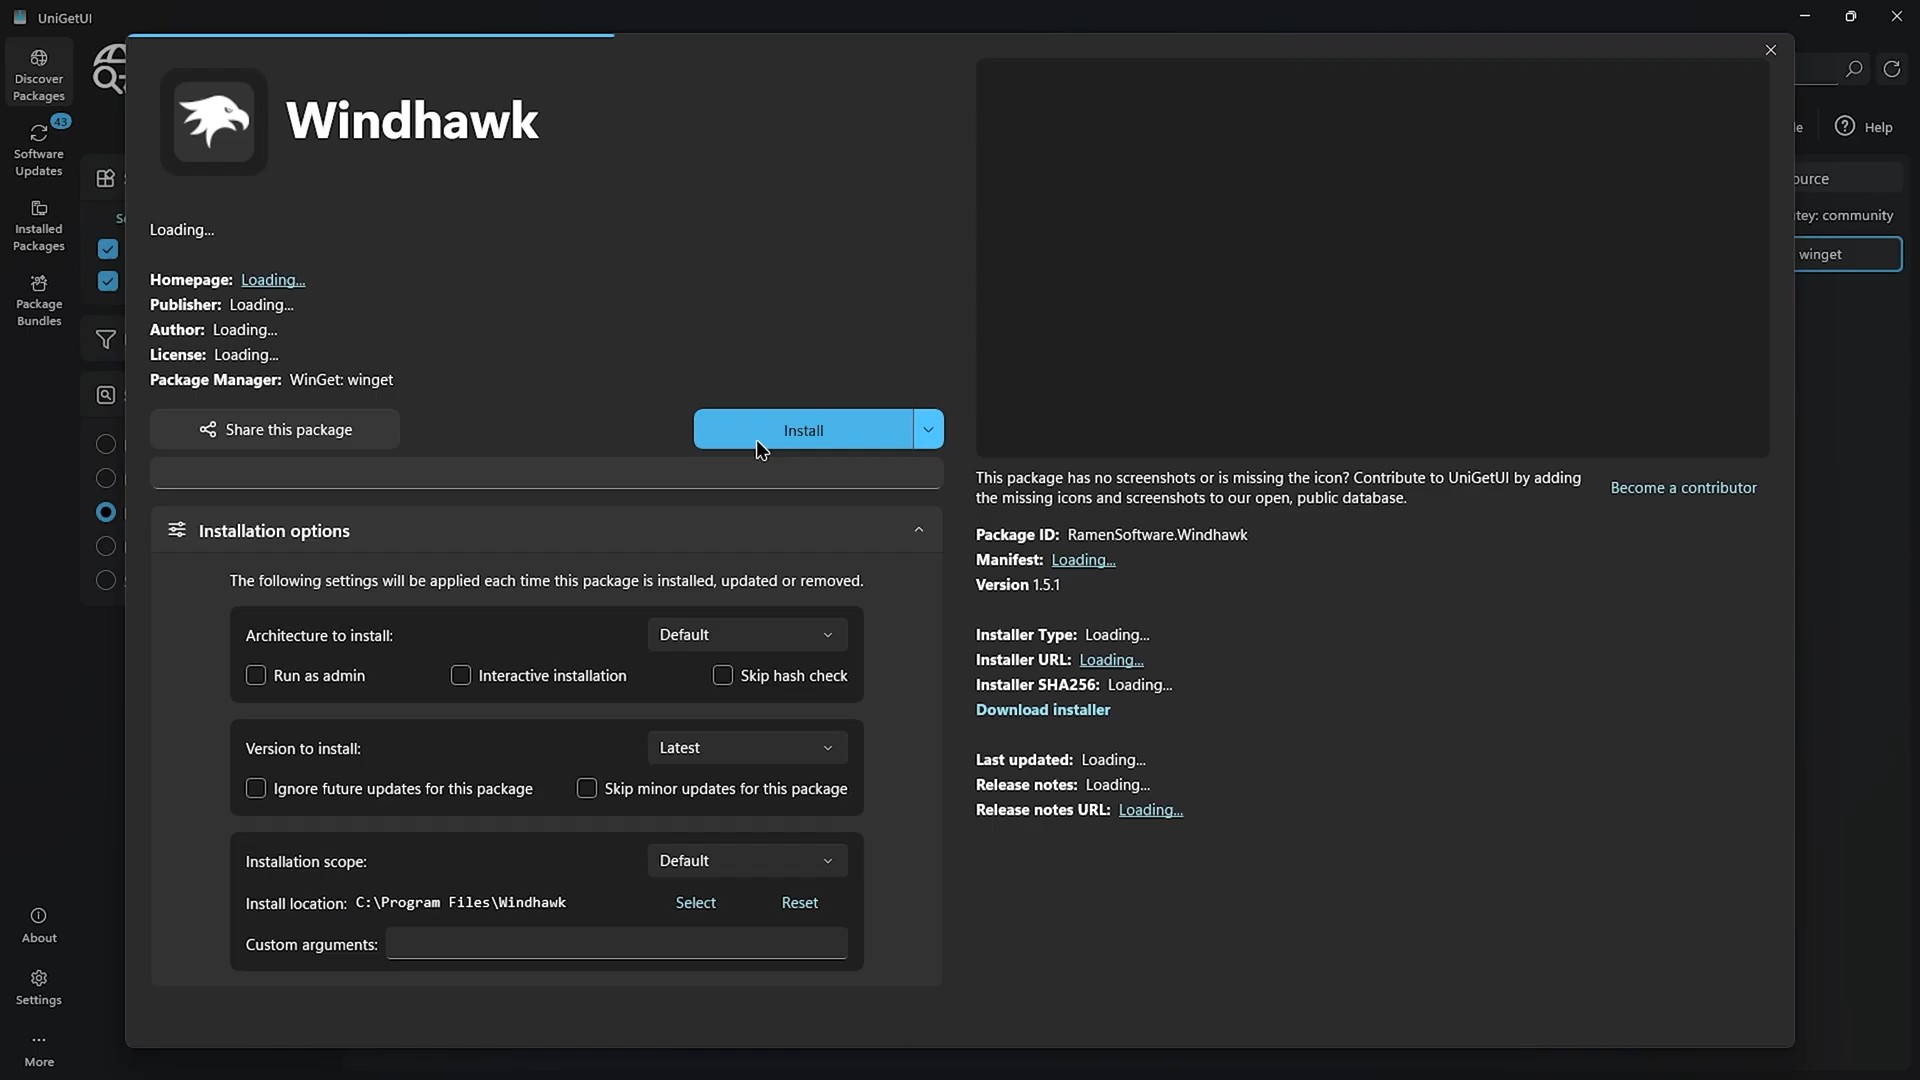 UniGetUI
Discover
Packages
43
Software
Updates
Installed
Packages
Package
Bundles
About
Settings
More
Windhawk
Loading...
Homepage: Loading...
Publisher: Loading...
Author: Loading...
License: Loading...
Package Manager: WinGet: winget
Share this package
Install
Installation options
The following settings will be applied each time this package is installed, updated or removed.
Architecture to install: Default
Run as admin Interactive installation Skip hash check
Version to install: Latest
Ignore future updates for this package Skip minor updates for this package
Installation scope: Default
Install location: C:\Program Files\Windhawk Select Reset
Custom arguments:
This package has no screenshots or is missing the icon? Contribute to UniGetUI by adding
the missing icons and screenshots to our open, public database.
Become a contributor
Package ID: RamenSoftware.Windhawk
Manifest: Loading...
Version 1.5.1
Installer Type: Loading...
Installer URL: Loading...
Installer SHA256: Loading...
Download installer
Last updated: Loading...
Release notes: Loading...
Release notes URL: Loading...
Help
ource
tey: community
winget